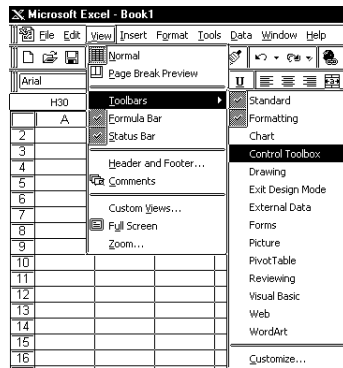 Microsoft Excel - Book1
File Edit View Insert Format Tools Data Window Help
Normal
Page Break Preview
Arial
U
H30
Toolbars
Standard
A
Formula Bar
Formatting
Status Bar
Chart
2
Control Toolbox
3
Header and Footer...
Drawing
4
Comments
Exit Design Mode
5
External Data
6
Custom Views...
Forms
7
Full Screen
Picture
8
Zoom...
PivotTable
9
Reviewing
10
Visual Basic
11
Web
12
WordArt
13
Customize...
14
15
16